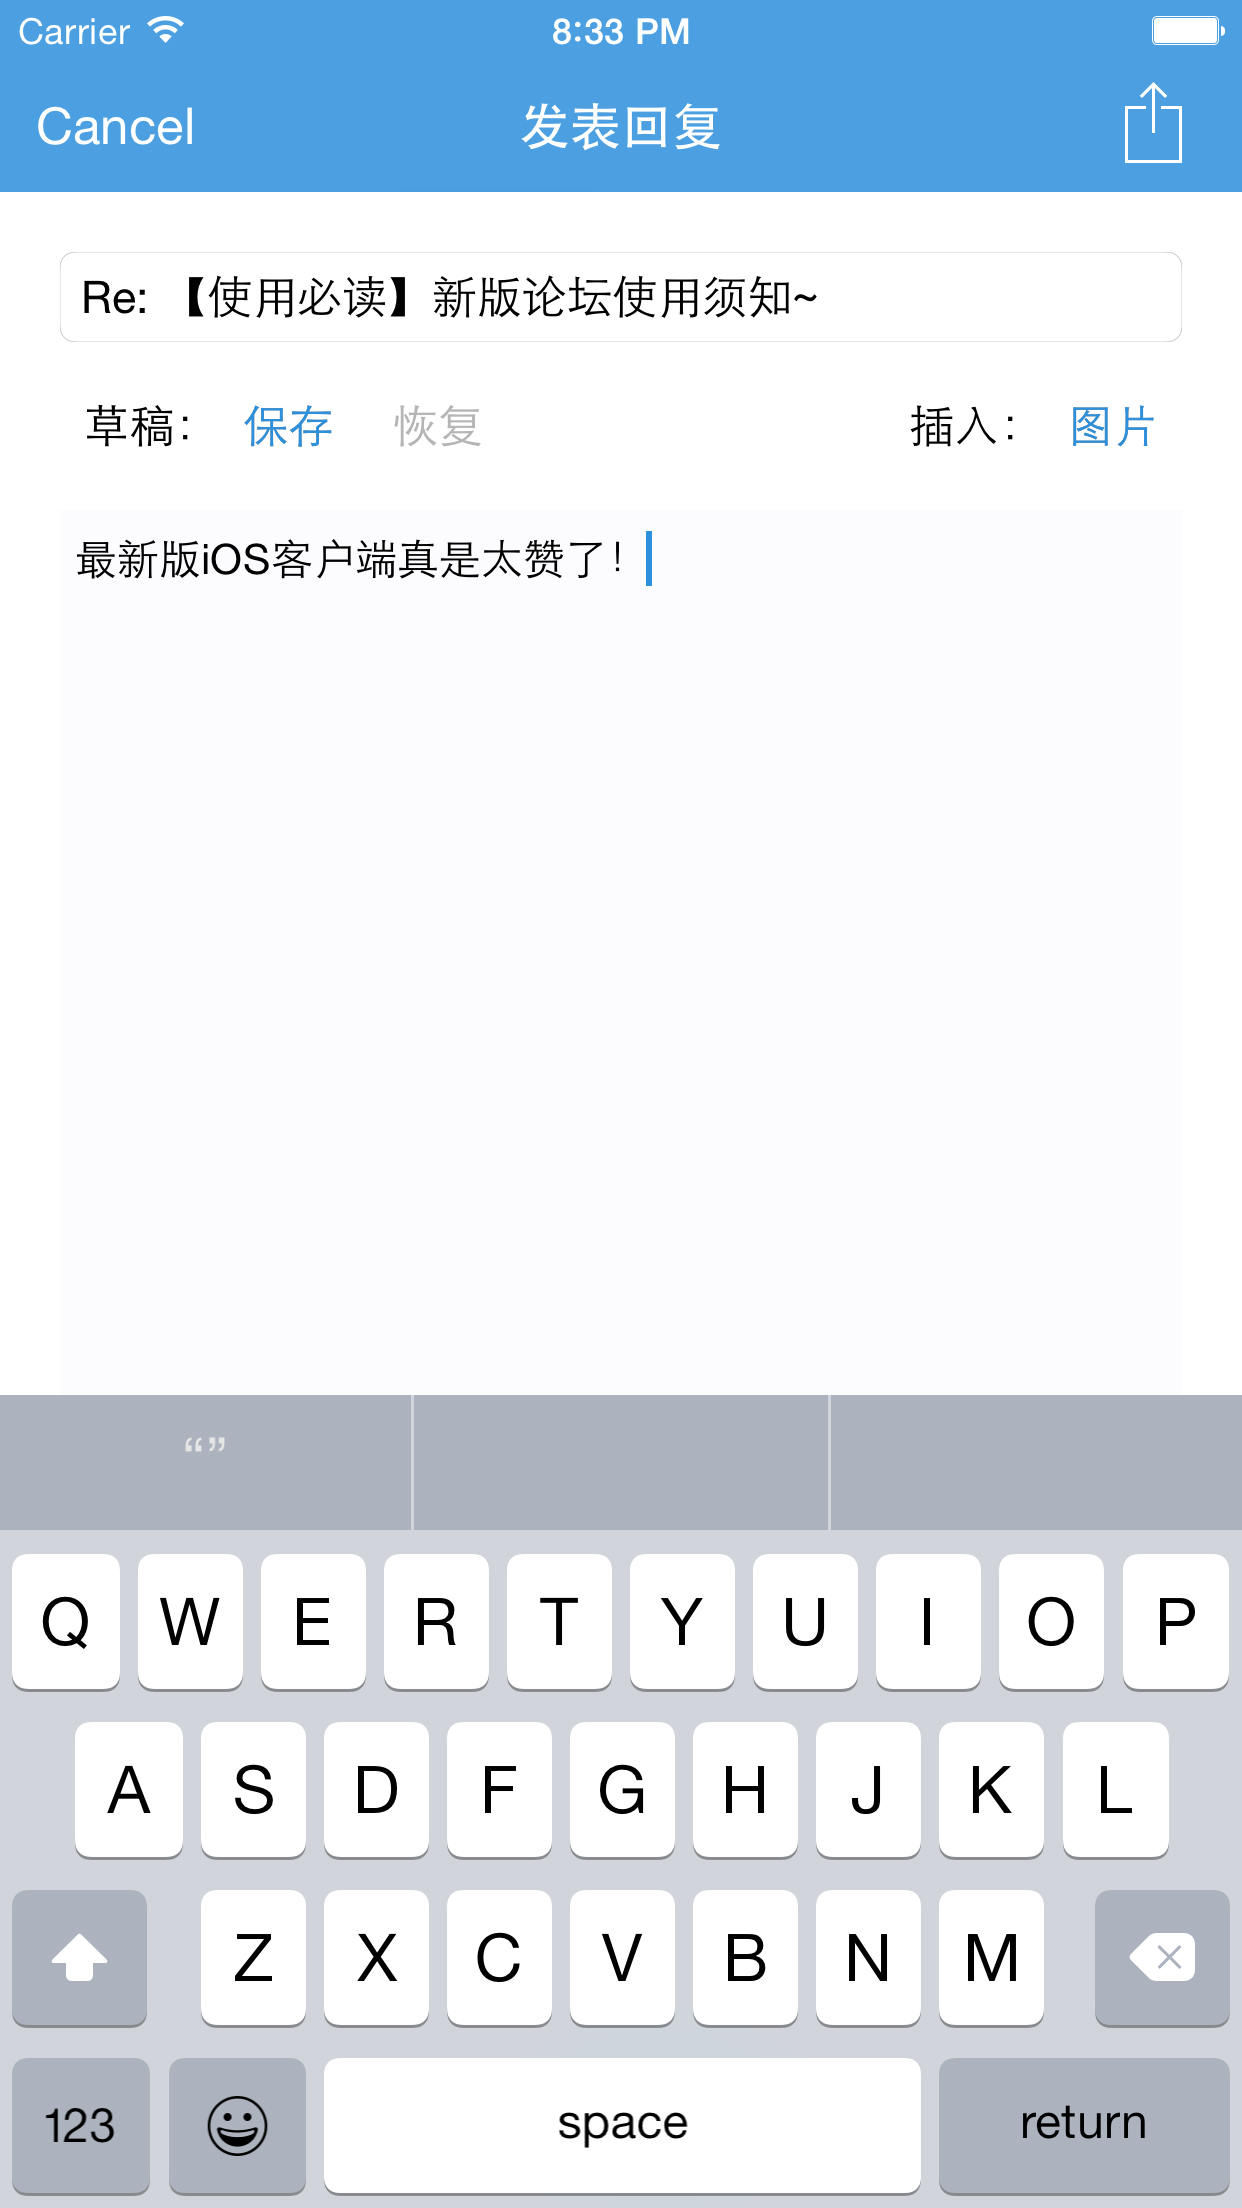 Carrier 8:33 PM
Cancel 发表回复
Re: 【使用必读】新版论坛使用须知~
草稿： 保存 恢复 插入： 图片
最新版iOS客户端真是太赞了！
“”
Q W E R T Y U I O P
A S D F G H J K L
Z X C V B N M
123 space return